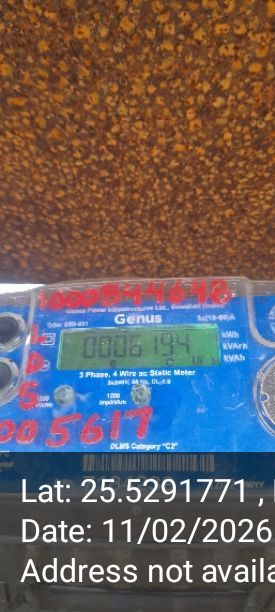 1000844648
Genus Power Infrastructures Ltd., Guwahati (India)
Genus
3x(10-60)A
0006194
kWh
kVArh
kVAh
L
D
S
3 Phase, 4 Wire ac Static Meter
3x240V, 50 Hz, CL.1.0
1200
imp/kVArh
005617
DLMS Category "C2"
Lat: 25.5291771 ,
Date: 11/02/2026
Address not availa